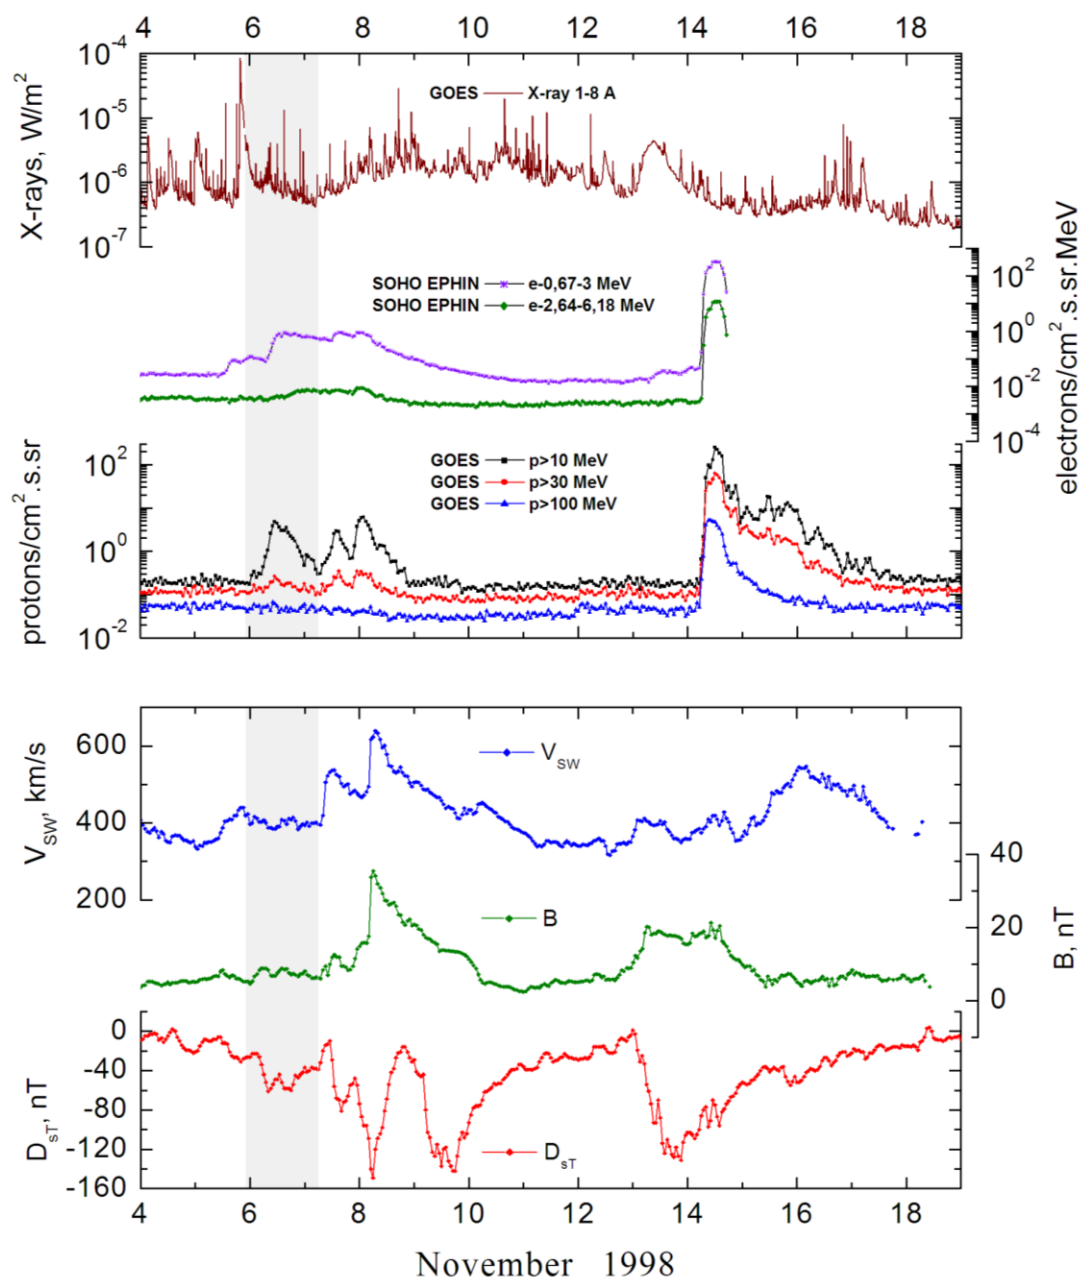 4 6 8 10 12 14 16 18
X-rays, W/m²
10⁻⁴
10⁻⁵
10⁻⁶
10⁻⁷
GOES X-ray 1-8 A
SOHO EPHIN e-0,67-3 MeV
SOHO EPHIN e-2,64-6,18 MeV
electrons/cm².s.sr.MeV
10²
10⁰
10⁻²
10⁻⁴
protons/cm².s.sr
10²
10⁰
10⁻²
GOES p>10 MeV
GOES p>30 MeV
GOES p>100 MeV
V_SW, km/s
600
400
200
V_SW
B
B, nT
40
20
0
D_sT, nT
0
-40
-80
-120
-160
D_sT
4 6 8 10 12 14 16 18
November 1998